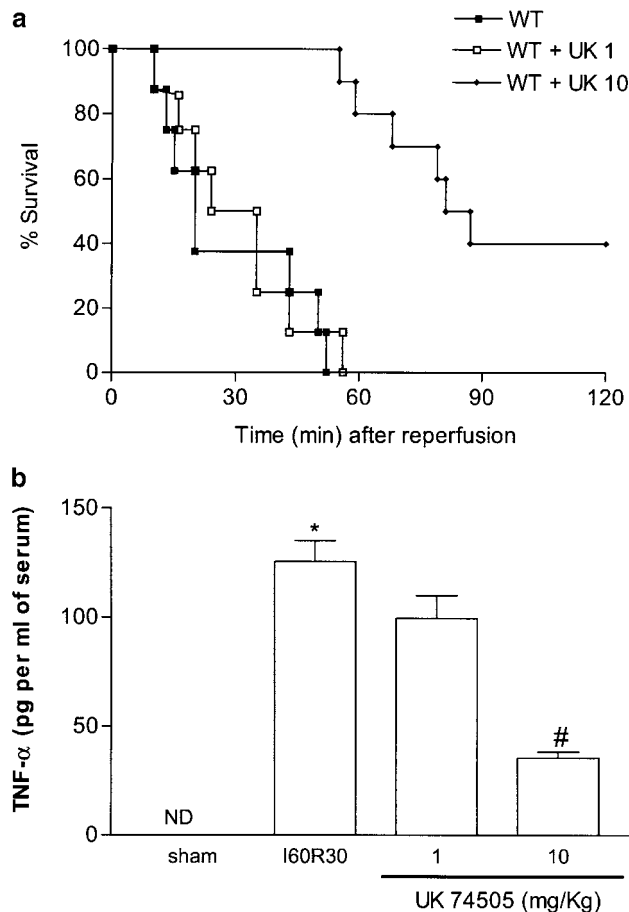 a
WT
WT + UK 1
WT + UK 10
100
80
60
40
20
0
% Survival
0 30 60 90 120
Time (min) after reperfusion
b
150
100
50
0
TNF-α (pg per ml of serum)
*
#
ND
sham I60R30 1 10
UK 74505 (mg/Kg)